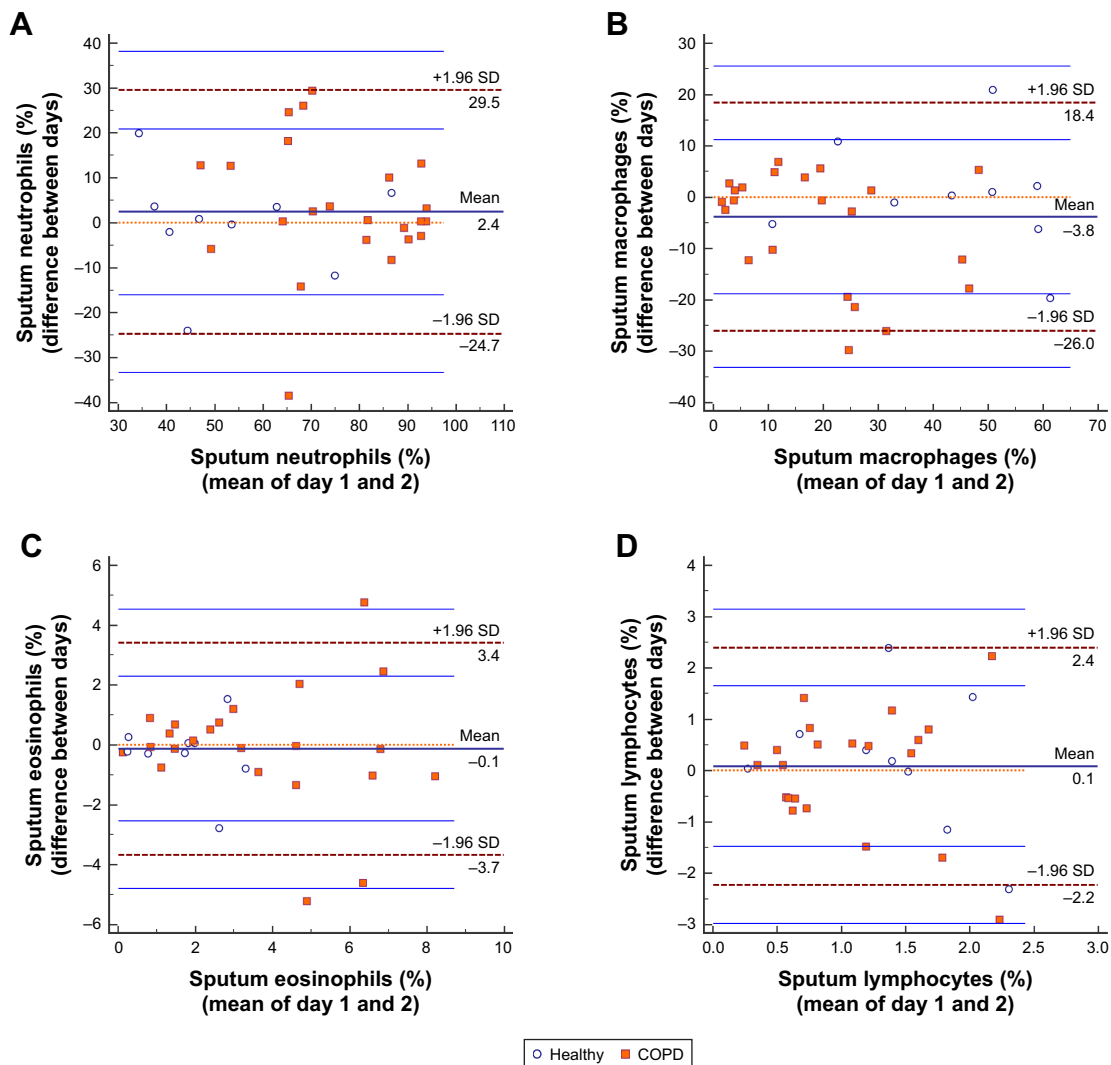 A
Sputum neutrophils (%)
(difference between days)
40
30
20
10
0
–10
–20
–30
–40
+1.96 SD
29.5
Mean
2.4
–1.96 SD
–24.7
30 40 50 60 70 80 90 100 110
Sputum neutrophils (%)
(mean of day 1 and 2)
B
Sputum macrophages (%)
(difference between days)
30
20
10
0
–10
–20
–30
–40
+1.96 SD
18.4
Mean
–3.8
–1.96 SD
–26.0
0 10 20 30 40 50 60 70
Sputum macrophages (%)
(mean of day 1 and 2)
C
Sputum eosinophils (%)
(difference between days)
6
4
2
0
–2
–4
–6
+1.96 SD
3.4
Mean
–0.1
–1.96 SD
–3.7
0 2 4 6 8 10
Sputum eosinophils (%)
(mean of day 1 and 2)
D
Sputum lymphocytes (%)
(difference between days)
4
3
2
1
0
–1
–2
–3
+1.96 SD
2.4
Mean
0.1
–1.96 SD
–2.2
0.0 0.5 1.0 1.5 2.0 2.5 3.0
Sputum lymphocytes (%)
(mean of day 1 and 2)
Healthy COPD